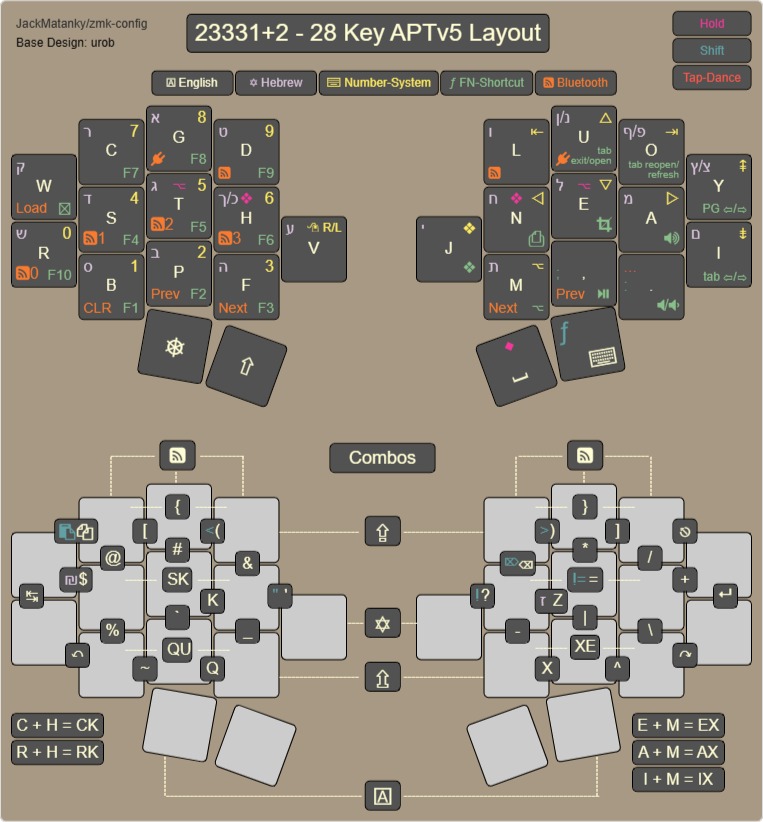 JackMatanky/zmk-config
Base Design: urob
23331+2 - 28 Key APTv5 Layout
Hold
Shift
Tap-Dance
A English
✡ Hebrew
Number-System
ƒ FN-Shortcut
Bluetooth
ק
W
Load
ש 0
R
0 F10
ר 7
C
F7
ד 4
S
1 F4
ס 1
B
CLR F1
א 8
G
F8
ג ⌥ 5
T
2 F5
ב 2
P
Prev F2
ט 9
D
F9
כ/ך ❖ 6
H
3 F6
ה 3
F
Next F3
ע R/L
V
⇧
י
J
ו ⇤
L
ח ❖ ◁
N
ת ⌥
M
Next ⌥
נ/ן △
U
tab
exit/open
ל ⌥ ▽
E
. ,
Prev
פ/ף ⇥
O
tab reopen/
refresh
מ ▷
A
...
: .
צ/ץ
Y
PG ⇦/⇨
ם
I
tab ⇦/⇨
ƒ
Combos
{
[
< (
@
#
&
₪ $
SK
K
" '
%
`
_
QU
~
Q
}
> )
]
*
/
!= =
+
! ?
ז Z
-
|
\
XE
X
^
A
C + H = CK
R + H = RK
E + M = EX
A + M = AX
I + M = IX